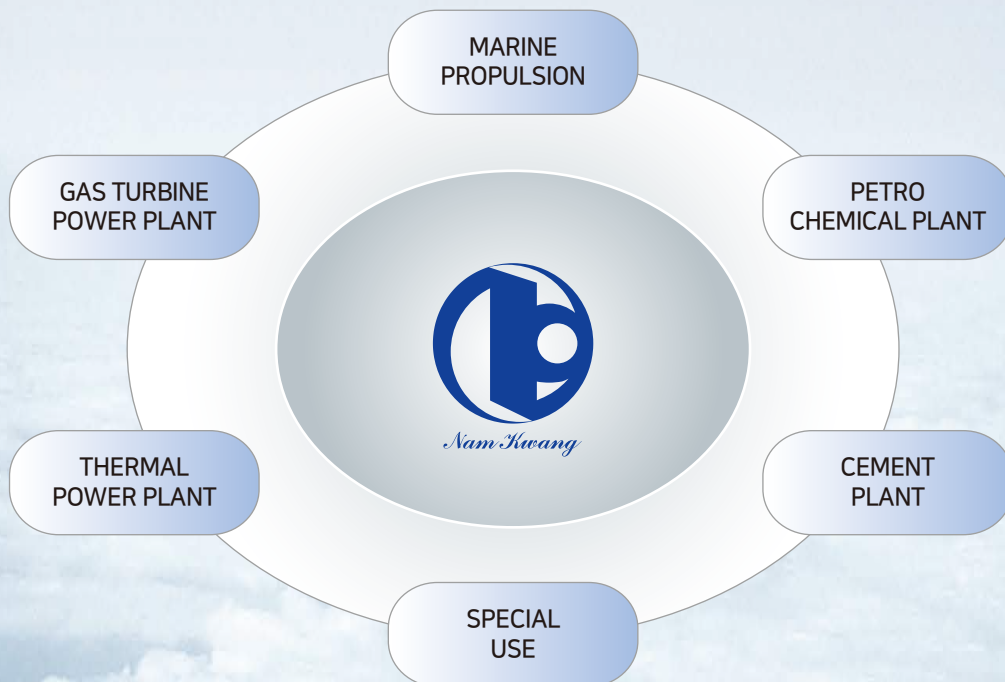 MARINE
PROPULSION
GAS TURBINE
POWER PLANT
PETRO
CHEMICAL PLANT
Nam Kwang
THERMAL
POWER PLANT
CEMENT
PLANT
SPECIAL
USE